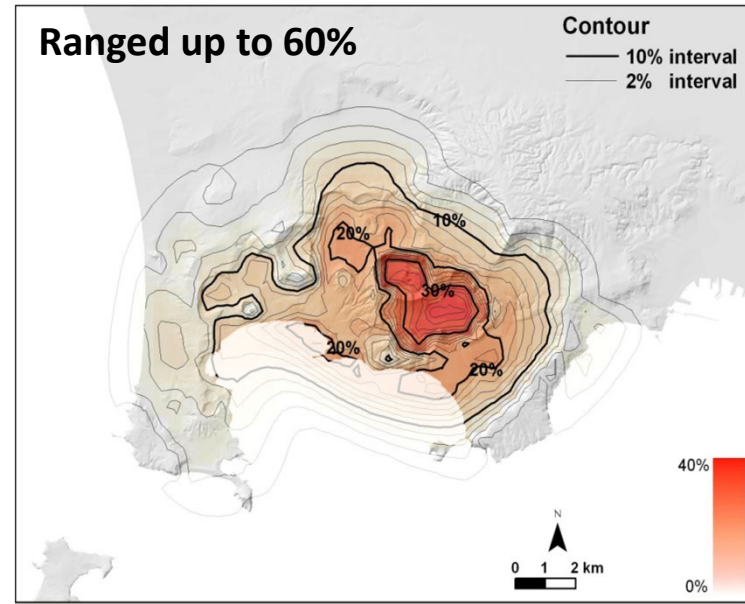 Ranged up to 60%
Contour
10% interval
2% interval
10%
20%
30%
20%
20%
40%
0%
N
0 1 2 km